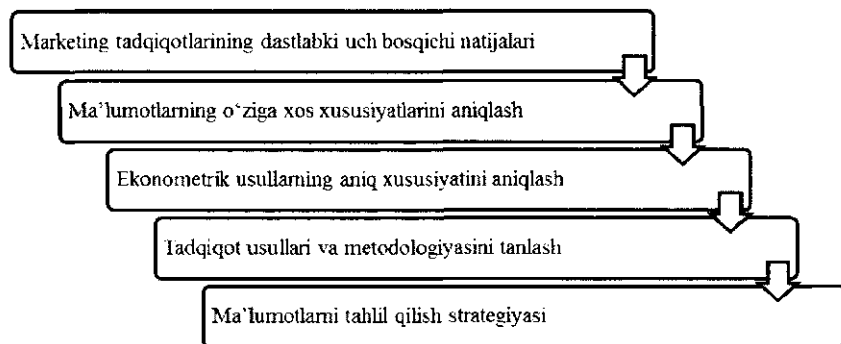 Marketing tadqiqotlarining dastlabki uch bosqichi natijalari
Ma’lumotlarning o‘ziga xos xususiyatlarini aniqlash
Ekonometrik usullarning aniq xususiyatini aniqlash
Tadqiqot usullari va metodologiyasini tanlash
Ma`lumotlarni tahlil qilish strategiyasi